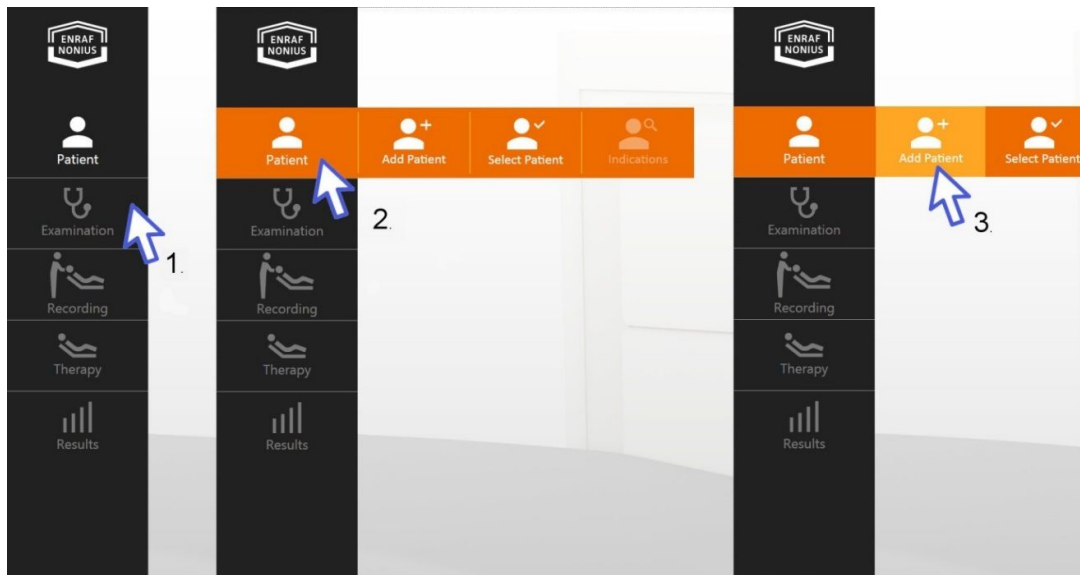 ENRAF
NONIUS
Patient
Examination
1.
Recording
Therapy
Results
ENRAF
NONIUS
Patient
Add Patient
Select Patient
Indications
Examination
2.
Recording
Therapy
Results
ENRAF
NONIUS
Patient
Add Patient
Select Patient
Examination
3.
Recording
Therapy
Results